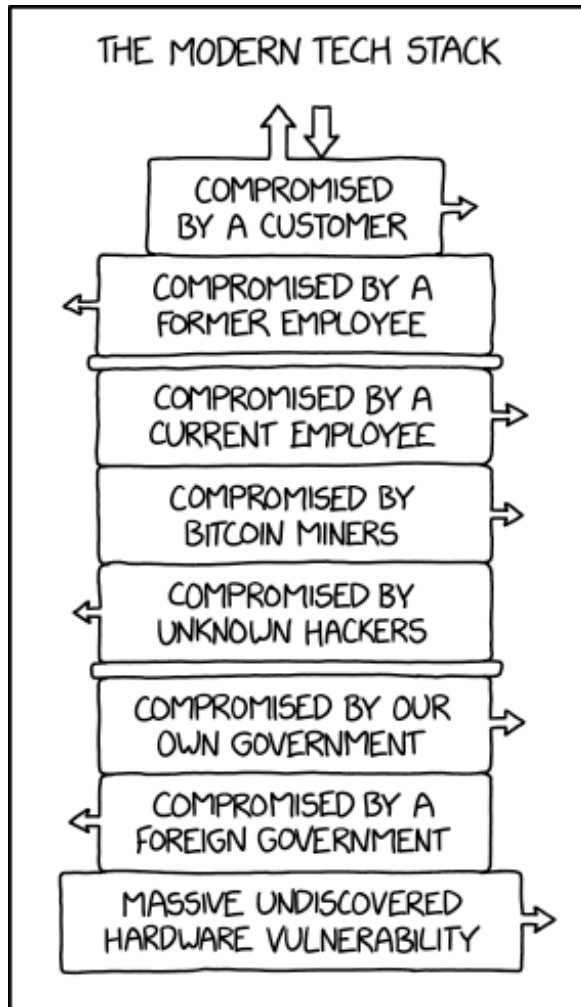 THE MODERN TECH STACK
COMPROMISED
BY A CUSTOMER
COMPROMISED BY A
FORMER EMPLOYEE
COMPROMISED BY A
CURRENT EMPLOYEE
COMPROMISED BY
BITCOIN MINERS
COMPROMISED BY
UNKNOWN HACKERS
COMPROMISED BY OUR
OWN GOVERNMENT
COMPROMISED BY A
FOREIGN GOVERNMENT
MASSIVE UNDISCOVERED
HARDWARE VULNERABILITY